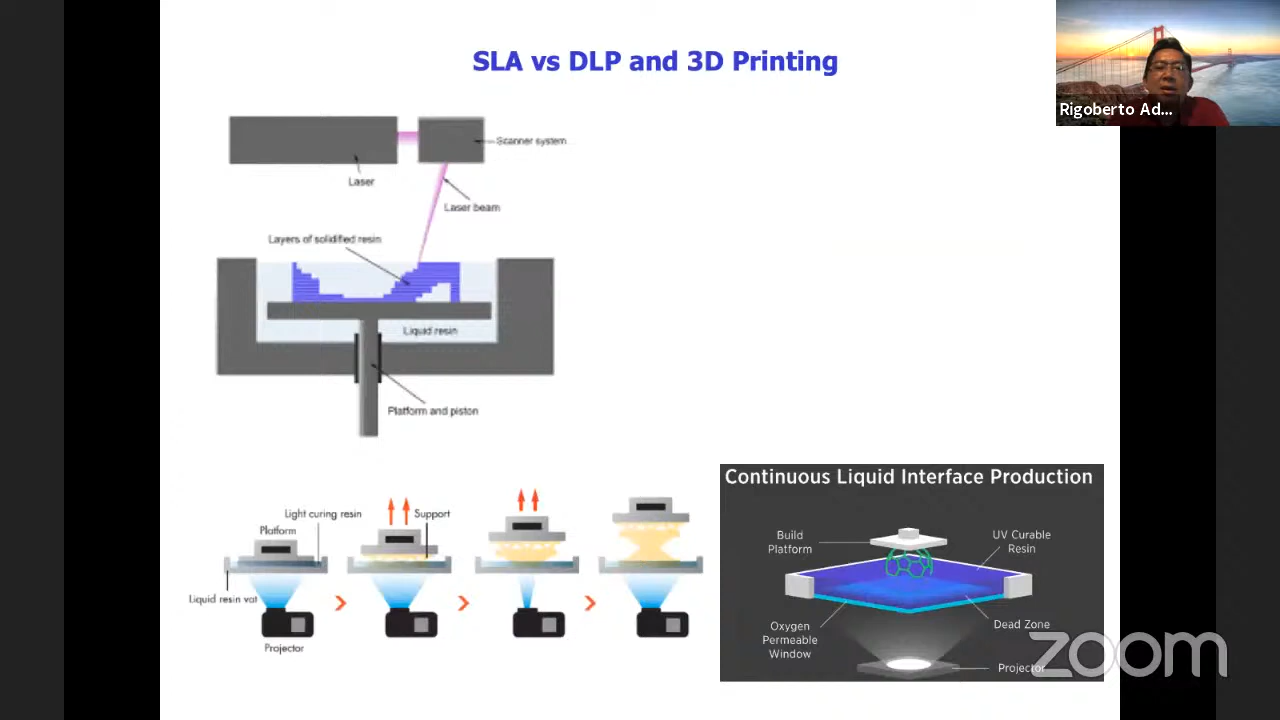 SLA vs DLP and 3D Printing
Rigoberto Ad...
Scanner system
Laser
Laser beam
Layers of solidified resin
Liquid resin
Platform and piston
Light curing resin
Support
Platform
Liquid resin vat
Projector
Continuous Liquid Interface Production
Build
Platform
UV Curable
Resin
Oxygen
Permeable
Window
Dead Zone
Projector
zoom